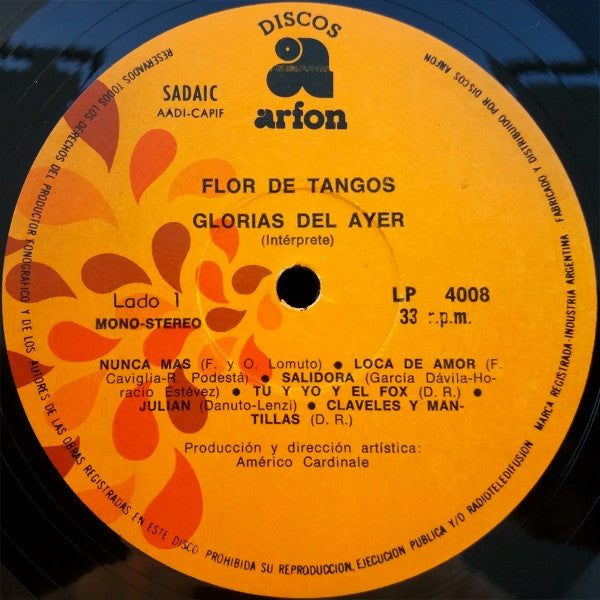 DISCOS
a
arfon
SADAIC
AADI-CAPIF
FLOR DE TANGOS
GLORIAS DEL AYER
(Intérprete)
Lado 1
MONO-STEREO
LP 4008
33 r.p.m.
NUNCA MAS (F. y O. Lomuto) ● LOCA DE AMOR (F.
Caviglia-R. Podestá) ● SALIDORA (García Dávila-Ho-
racio Estévez) ● TU Y YO Y EL FOX (D. R.) ●
JULIAN (Danuto-Lenzi) ● CLAVELES Y MAN-
TILLAS (D. R.)
Producción y dirección artística:
Américo Cardinale
RESERVADOS TODOS LOS DERECHOS DEL PRODUCTOR FONOGRAFICO Y DE LOS AUTORES DE LAS OBRAS REGISTRADAS EN ESTE DISCO PROHIBIDA SU REPRODUCCION, EJECUCION PUBLICA Y/O RADIOTELEDIFUSION
MARCA REGISTRADA-INDUSTRIA ARGENTINA FABRICADO Y DISTRIBUIDO POR DISCOS ARFON